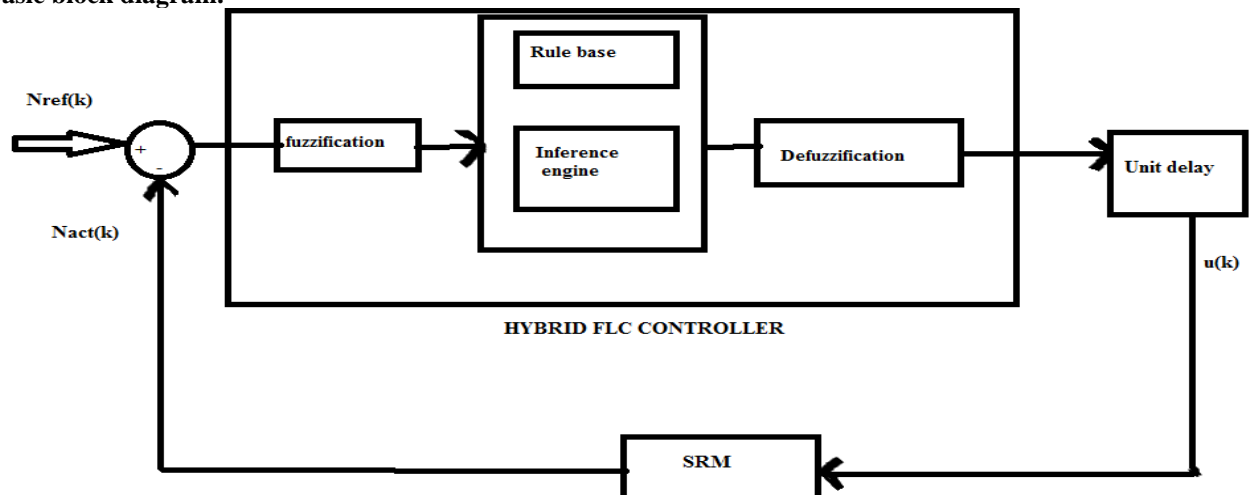 asic block diagram:
Rule base
Nref(k)
fuzzification
+
-
Inference
engine
Defuzzification
Unit delay
Nact(k)
u(k)
HYBRID FLC CONTROLLER
SRM